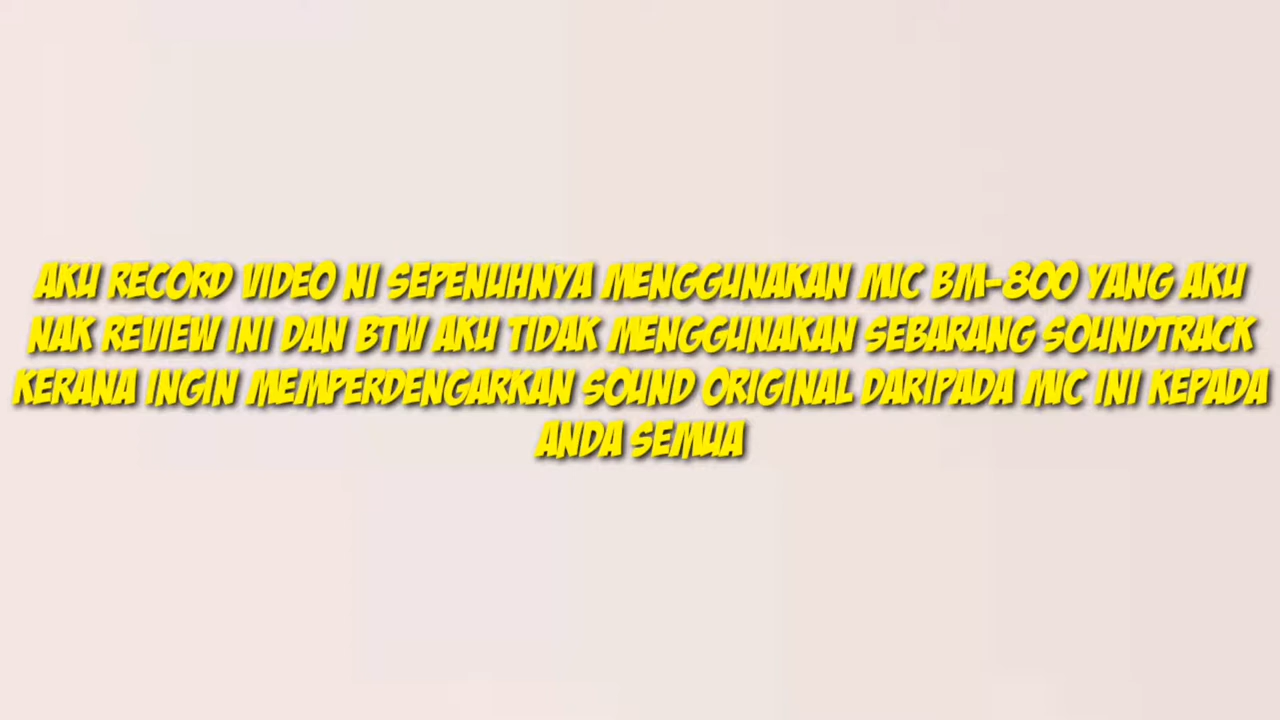 AKU RECORD VIDEO NI SEPENUHNYA MENGGUNAKAN MIC BM-800 YANG AKU
NAK REVIEW INI DAN BTW AKU TIDAK MENGGUNAKAN SEBARANG SOUNDTRACK
KERANA INGIN MEMPERDENGARKAN SOUND ORIGINAL DARIPADA MIC INI KEPADA
ANDA SEMUA